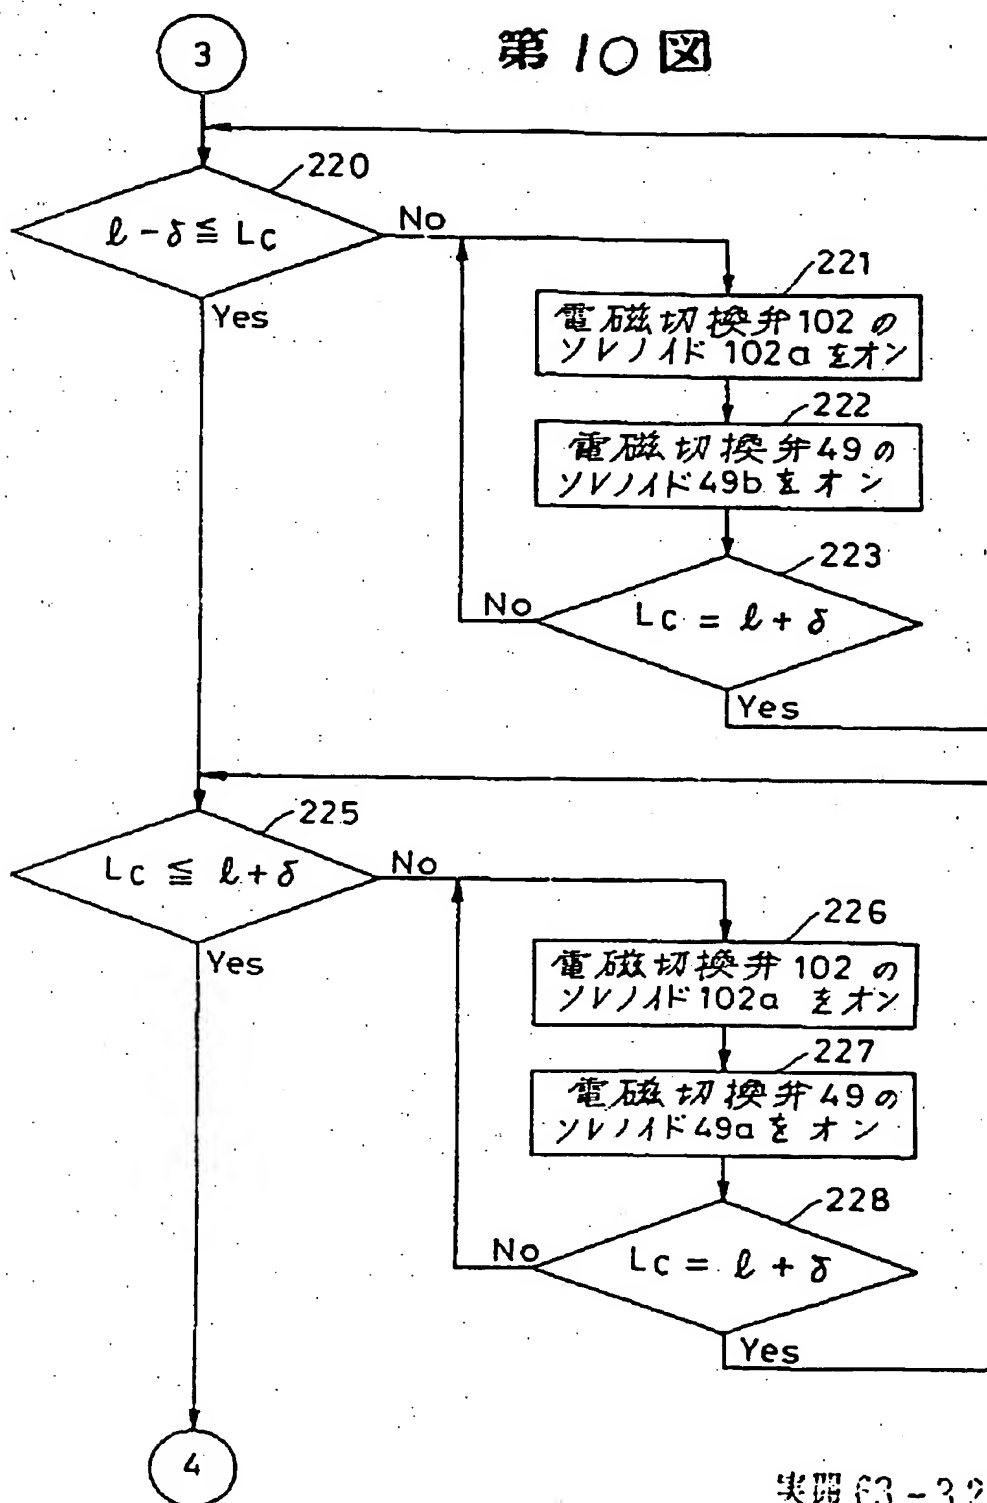 第10図
3
220
ℓ-δ≦Lc
No
Yes
221
電磁切換弁102の
ソレノイド102aをオン
222
電磁切換弁49の
ソレノイド49bをオン
223
Lc=ℓ+δ
No
Yes
225
Lc≦ℓ+δ
No
Yes
226
電磁切換弁102の
ソレノイド102aをオン
227
電磁切換弁49の
ソレノイド49aをオン
228
Lc=ℓ+δ
No
Yes
4
実開63-32